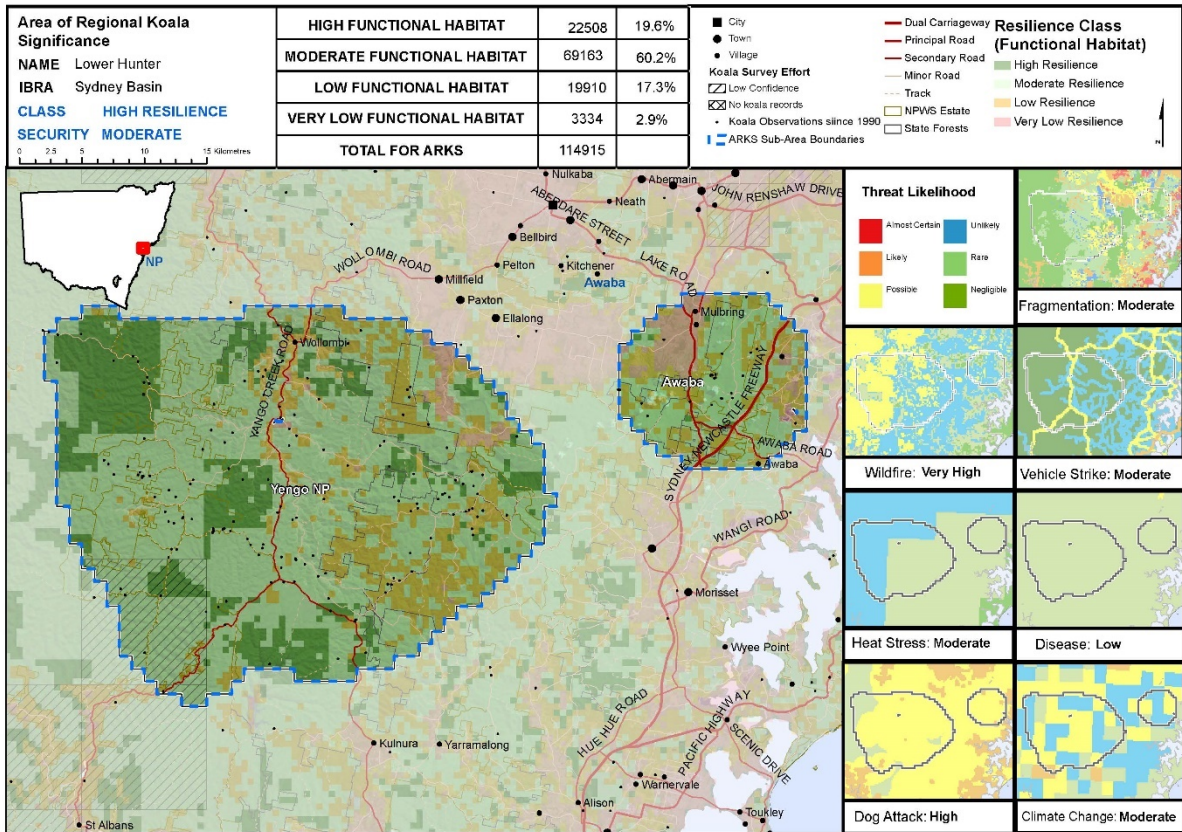 Area of Regional Koala
Significance
NAME Lower Hunter
IBRA Sydney Basin
CLASS HIGH RESILIENCE
SECURITY MODERATE
0 2.5 5 10 15 Kilometres
HIGH FUNCTIONAL HABITAT 22508 19.6%
MODERATE FUNCTIONAL HABITAT 69163 60.2%
LOW FUNCTIONAL HABITAT 19910 17.3%
VERY LOW FUNCTIONAL HABITAT 3334 2.9%
TOTAL FOR ARKS 114915
City
Town
Village
Koala Survey Effort
Low Confidence
No koala records
Koala Observations siince 1990
ARKS Sub-Area Boundaries
Dual Carriageway
Principal Road
Secondary Road
Minor Road
Track
NPWS Estate
State Forests
Resilience Class
(Functional Habitat)
High Resilience
Moderate Resilience
Low Resilience
Very Low Resilience
N
NP
Nulkaba
Abermain
JOHN RENSHAW DRIVE
ABERDARE STREET
Neath
Bellbird
WOLLOMBI ROAD
Pelton
Kitchener
LAKE ROAD
Awaba
Millfield
Paxton
Ellalong
Mulbring
Wollombi
YANGO CREEK ROAD
Awaba
SYDNEY NEWCASTLE FREEWAY
AWABA ROAD
Awaba
Yengo NP
WANGI ROAD
Morisset
Wyee Point
HUE HUE ROAD
PACIFIC HIGHWAY
SCENIC DRIVE
Kulnura
Yarramalong
Warnervale
Alison
Toukley
St Albans
Threat Likelihood
Almost Certain
Unlikely
Likely
Rare
Possible
Negligible
Fragmentation: Moderate
Wildfire: Very High
Vehicle Strike: Moderate
Heat Stress: Moderate
Disease: Low
Dog Attack: High
Climate Change: Moderate